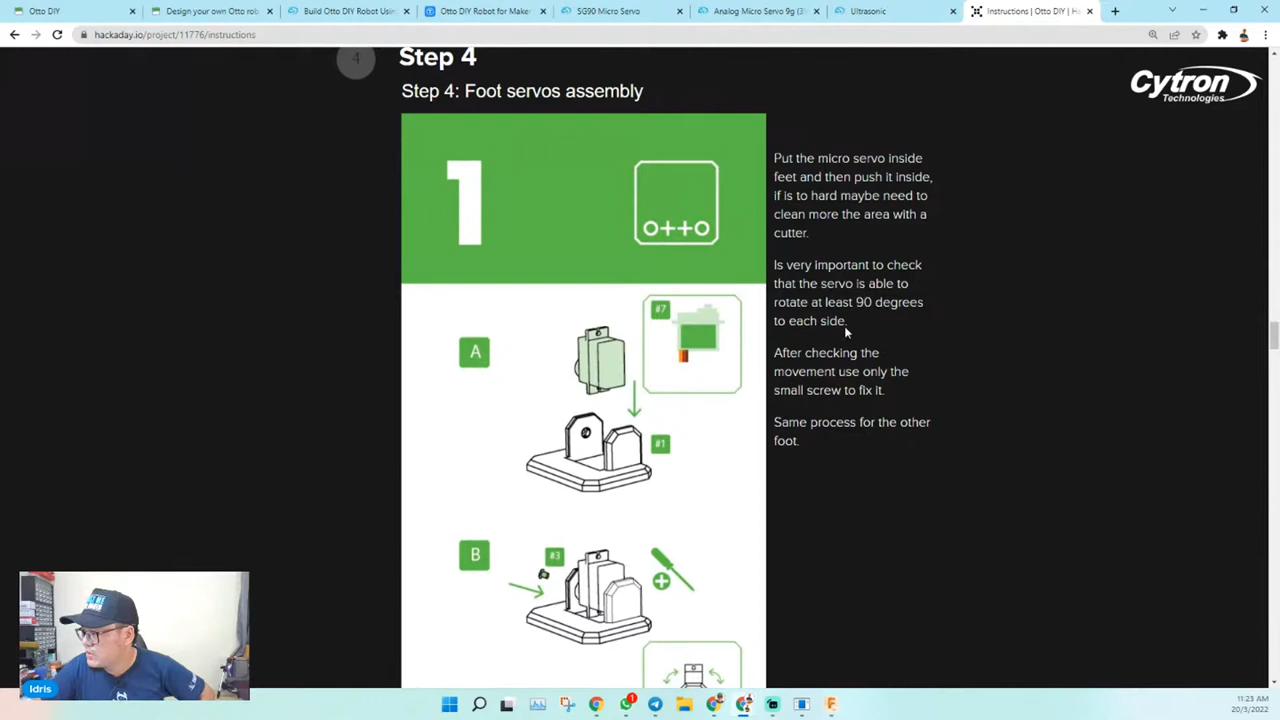 Otto DIY
Design your own Otto rob
Build Otto DIY Robot Usin
Otto DIY Robot for Maker
SG90 Micro Servo
Analog Micro Servo 9g (3
Ultrasonic
Instructions | Otto DIY | Ha
hackaday.io/project/11776/instructions
4
Step 4
Cytron
Technologies
Step 4: Foot servos assembly
1
O++O
Put the micro servo inside
feet and then push it inside,
if is to hard maybe need to
clean more the area with a
cutter.
Is very important to check
that the servo is able to
rotate at least 90 degrees
to each side.
After checking the
movement use only the
small screw to fix it.
Same process for the other
foot.
A
#7
#1
B
#3
Idris
1
11:23 AM
20/3/2022